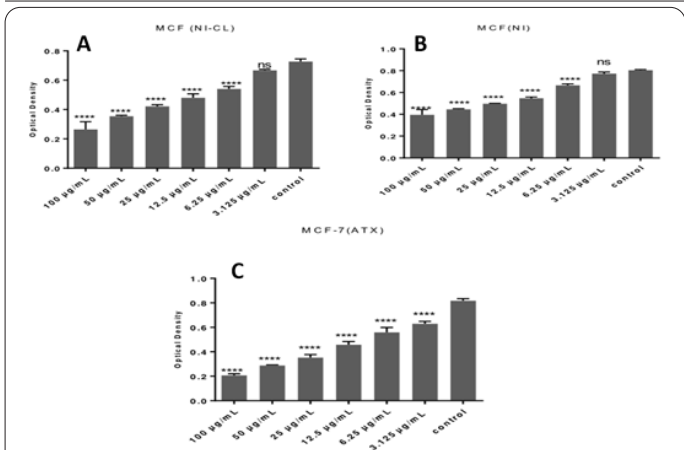 MCF (NI-CL)
A
Optical Density
0.8
0.6
0.4
0.2
0.0
****
****
****
****
****
ns
100 µg/mL
50 µg/mL
25 µg/mL
12.5 µg/mL
6.25 µg/mL
3.125 µg/mL
control
MCF(NI)
B
Optical Density
1.0
0.8
0.6
0.4
0.2
0.0
****
****
****
****
****
ns
100 µg/mL
50 µg/mL
25 µg/mL
12.5 µg/mL
6.25 µg/mL
3.125 µg/mL
control
MCF-7(ATX)
C
Optical Density
1.0
0.8
0.6
0.4
0.2
0.0
****
****
****
****
****
****
100 µg/mL
50 µg/mL
25 µg/mL
12.5 µg/mL
6.25 µg/mL
3.125 µg/mL
control